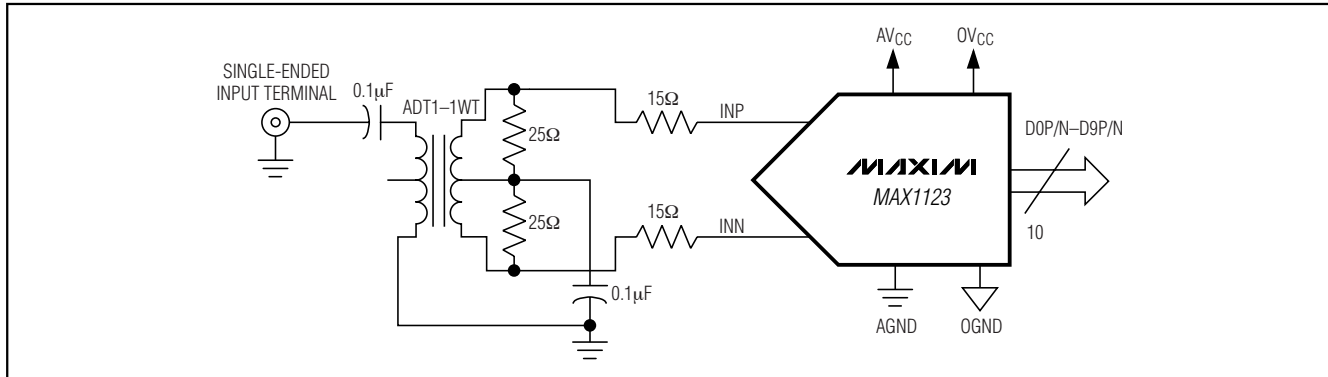 SINGLE-ENDED
INPUT TERMINAL
0.1μF
ADT1–1WT
25Ω
25Ω
0.1μF
15Ω
INP
15Ω
INN
AVCC
OVCC
MAXIM
MAX1123
D0P/N–D9P/N
10
AGND
OGND